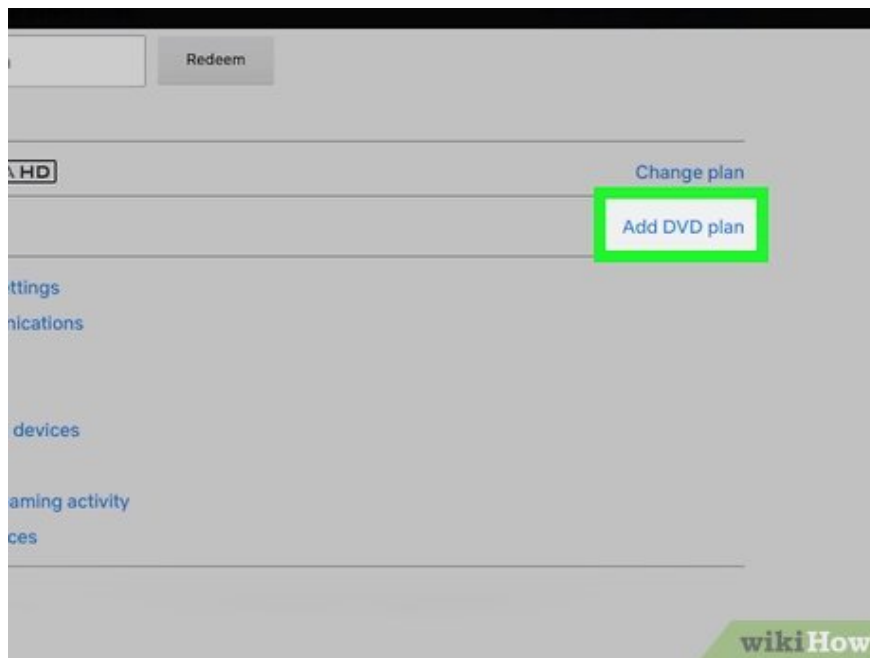 Redeem
HD
Change plan
Add DVD plan
ttings
nications
devices
aming activity
ces
wikiHow